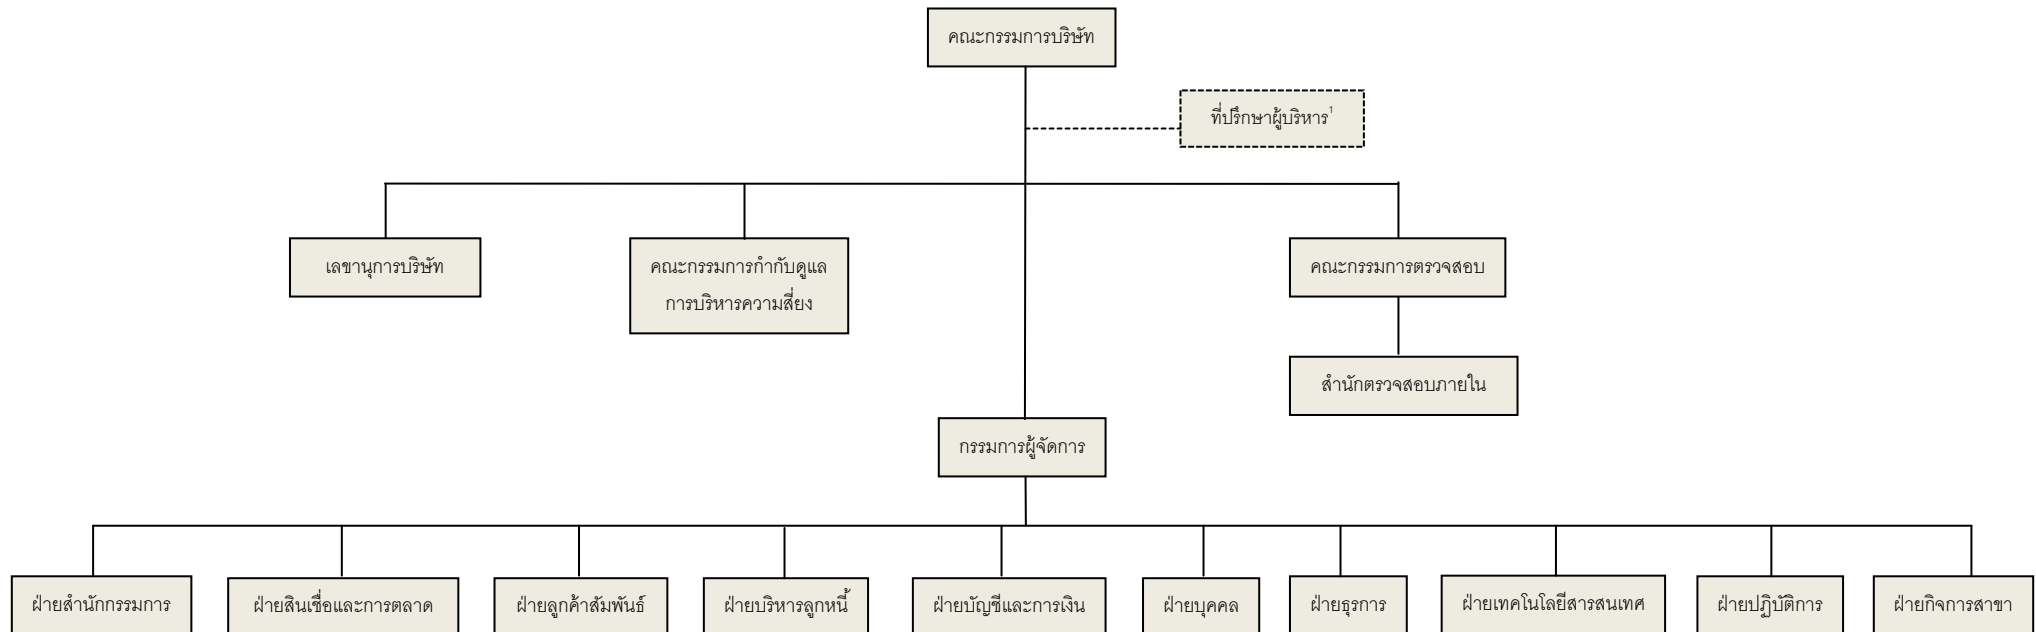 คณะกรรมการบริษัท
ที่ปรึกษาผู้บริหาร¹
เลขานุการบริษัท
คณะกรรมการกำกับดูแล
การบริหารความสี่ยง
คณะกรรมการตรวจสอบ
สำนักตรวจสอบภายใน
กรรมการผู้จัดการ
ฝ่ายสำนักกรรมการ
ฝ่ายสินเชื่อและการตลาด
ฝ่ายลูกค้าสัมพันธ์
ฝ่ายบริหารลูกหนี้
ฝ่ายบัญชีและการเงิน
ฝ่ายบุคคล
ฝ่ายธุรการ
ฝ่ายเทคโนโลยีสารสนเทศ
ฝ่ายปฏิบัติการ
ฝ่ายกิจการสาขา